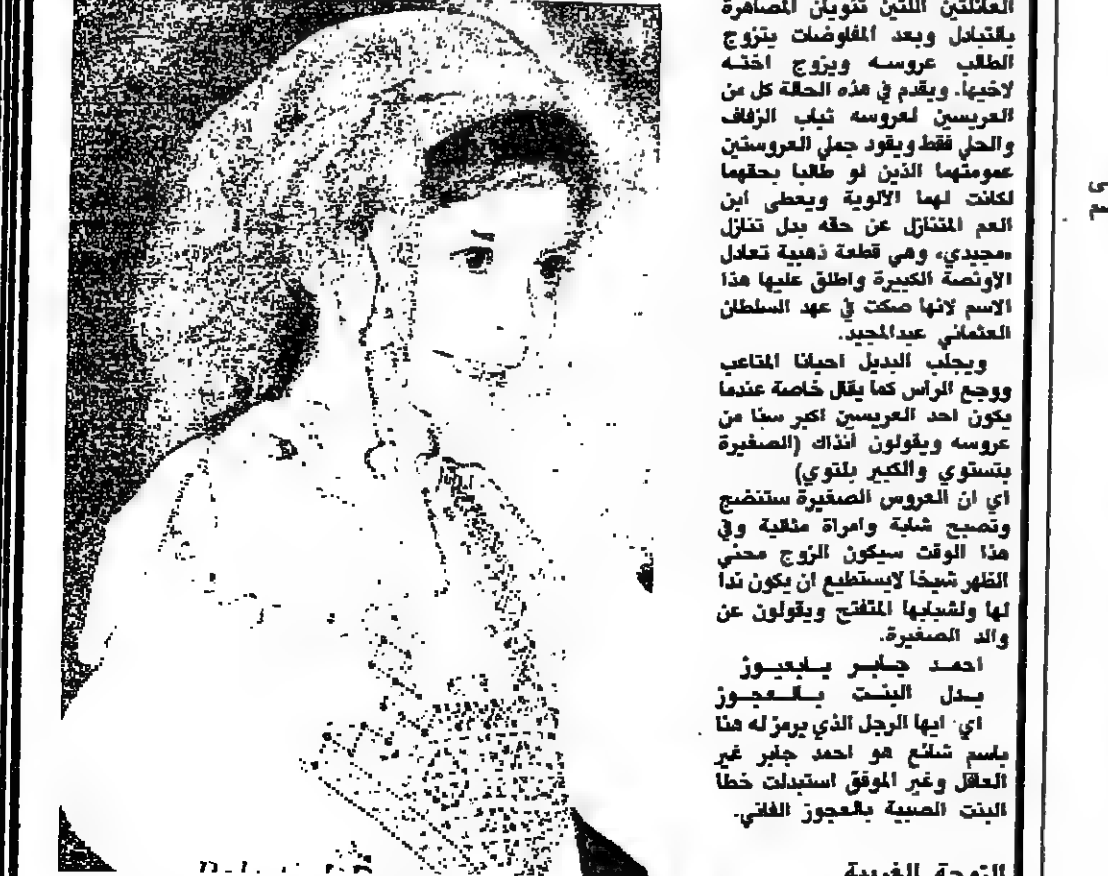 العائلتين اللتين تنويان المصاهرة
بالتبادل وبعد المفاوضات يتزوج
الطالب عروسه ويزوج اخته
لاخيها. ويقدم في هذه الحالة كل من
العريسين لعروسه ثياب الزفاف
والحلي فقط ويقود جملي العروستين
عمومتهما الذين لو طالبا بحقهما
لكانت لهما الالوية ويعطى ابن
العم المتنازل عن حقه بدل تنازل
«مجيدي» وهي قطعة ذهبية تعادل
الاونصة الكبيرة واطلق عليها هذا
الاسم لانها صكت في عهد السلطان
العثماني عبدالمجيد.
ويجلب البديل احيانا المتاعب
ووجع الراس كما يقال خاصة عندما
يكون احد العريسين اكبر سنا من
عروسه ويقولون آنذاك (الصغيرة
بتستوي والكبير بلتوي)
اي ان العروس الصغيرة ستنضج
وتصبح شابة وامراة متقية وفي
هذا الوقت سيكون الزوج محني
الظهر شيخا لايستطيع ان يكون ندا
لها ولشبابها المتفتح ويقولون عن
والد الصغيرة.
احمد جابر يابعيوز
بدل البنت بالعجوز
اي ايها الرجل الذي يرمز له هنا
باسم شائع هو احمد جابر غير
العاقل وغير الموفق استبدلت خطا
البنت الصبية بالعجوز الفاني.
الزوجة الغريبة